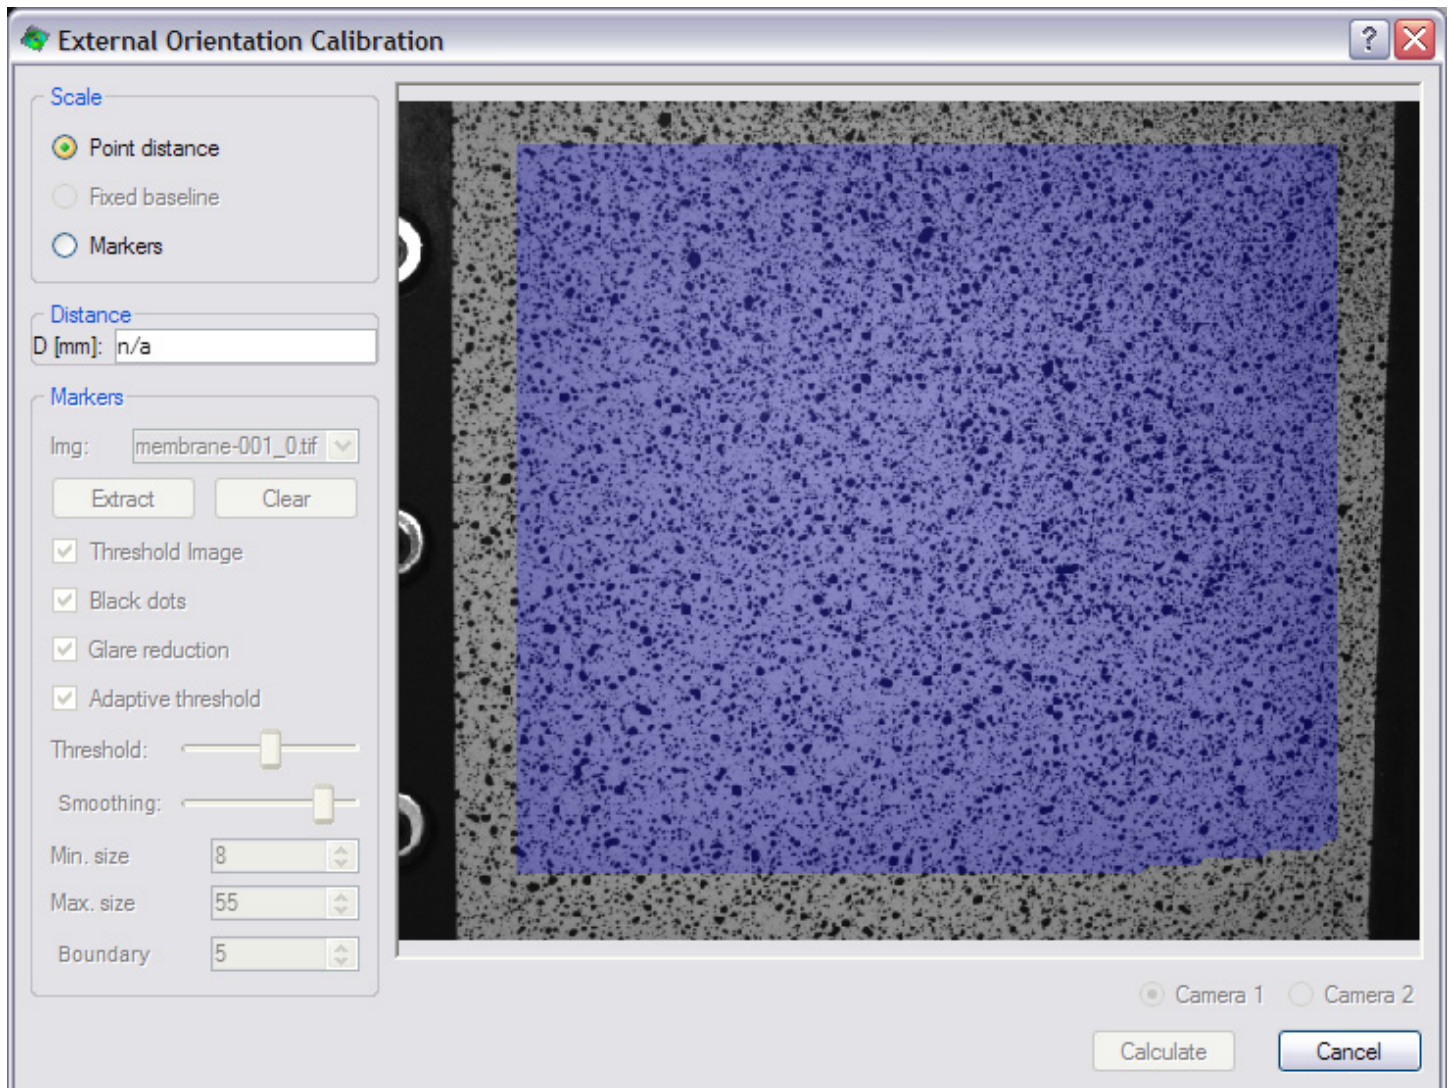 External Orientation Calibration
Scale
Point distance
Fixed baseline
Markers
Distance
D [mm]: n/a
Markers
Img: membrane-001_0.tif
Extract Clear
Threshold Image
Black dots
Glare reduction
Adaptive threshold
Threshold:
Smoothing:
Min. size 8
Max. size 55
Boundary 5
Camera 1 Camera 2
Calculate Cancel